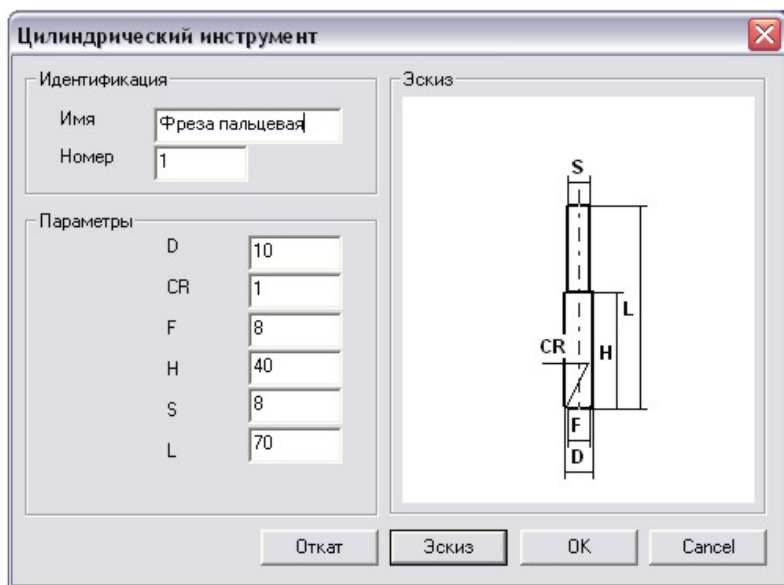 Цилиндрический инструмент
Идентификация
Имя Фреза пальцевая
Номер 1
Параметры
D 10
CR 1
F 8
H 40
S 8
L 70
Эскиз
S
L
CR H
F
D
Откат Эскиз OK Cancel